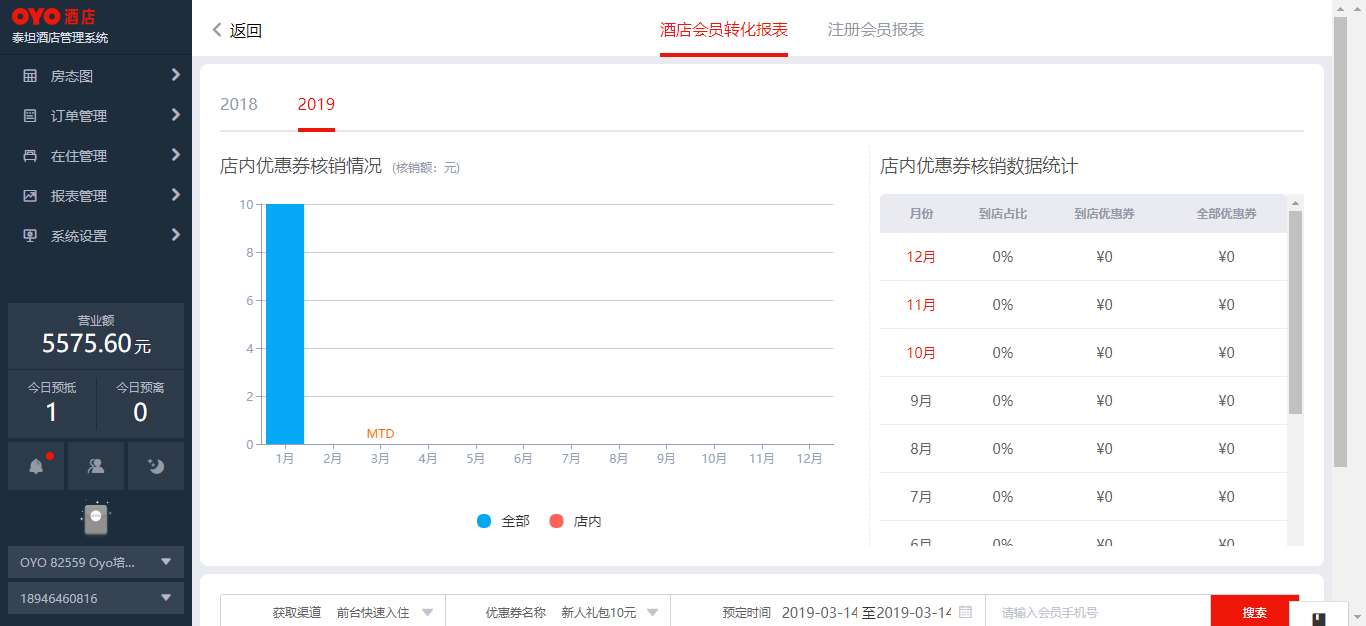 OYO 酒店
泰坦酒店管理系统
房态图
订单管理
在住管理
报表管理
系统设置
营业额
5575.60元
今日预抵 今日预离
1 0
OYO 82559 Oyo培...
18946460816
返回 酒店会员转化报表 注册会员报表
2018 2019
店内优惠券核销情况 (核销额：元)
10
8
6
4
2
0
MTD
1月 2月 3月 4月 5月 6月 7月 8月 9月 10月 11月 12月
全部 店内
店内优惠券核销数据统计
月份 到店占比 到店优惠券 全部优惠券
12月 0% ¥0 ¥0
11月 0% ¥0 ¥0
10月 0% ¥0 ¥0
9月 0% ¥0 ¥0
8月 0% ¥0 ¥0
7月 0% ¥0 ¥0
6月 0% ¥0 ¥0
获取渠道 前台快速入住 优惠券名称 新人礼包10元 预定时间 2019-03-14 至2019-03-14 请输入会员手机号 搜索